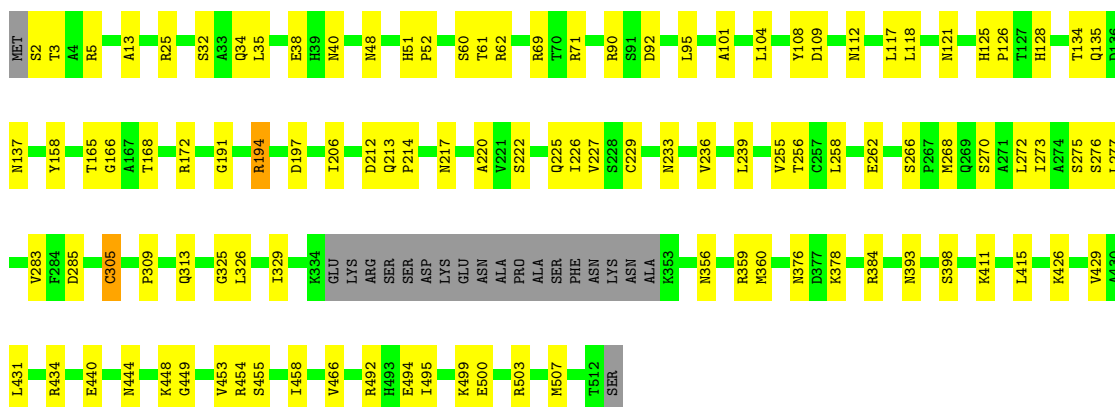 MET S2 T3 A4 R5 A13 R25 S32 A33 Q34 L35 E38 H39 N40 N48 H51 P52 S60 T61 R62 R69 T70 R71 R90 S91 D92 L95 A101 L104 Y108 D109 N112 L117 L118 N121 H125 P126 T127 H128 T134 Q135 D136
N137 Y158 T165 G166 A167 T168 R172 G191 R194 D197 I206 D212 Q213 P214 N217 A220 V221 S222 Q225 I226 V227 S228 C229 N233 V236 L239 V255 T256 C257 L258 E262 S266 P267 M268 Q269 S270 A271 L272 I273 A274 S275 S276 L277
V283 F284 D285 C305 P309 Q313 G325 L326 I329 K334 GLU LYS ARG SER SER ASP LYS GLU ASN ALA PRO ALA SER PHE ASN LYS ASN ALA K353 N356 R359 M360 N376 D377 K378 R384 N393 S398 K411 L415 K426 V429 A430
L431 R434 E440 N444 K448 G449 V453 R454 S455 I458 V466 R492 H493 E494 I495 K499 E500 R503 M507 T512 SER